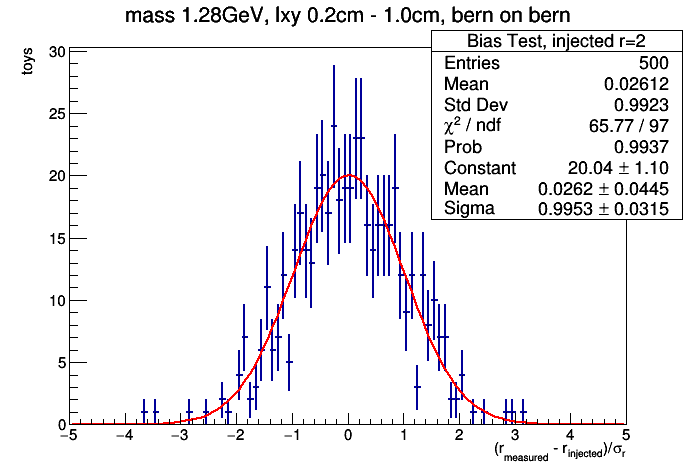 mass 1.28GeV, lxy 0.2cm - 1.0cm, bern on bern
Bias Test, injected r=2
Entries 500
Mean 0.02612
Std Dev 0.9923
χ² / ndf 65.77 / 97
Prob 0.9937
Constant 20.04 ± 1.10
Mean 0.0262 ± 0.0445
Sigma 0.9953 ± 0.0315
toys
30
25
20
15
10
5
0
−5 −4 −3 −2 −1 0 1 2 3 4 5
(r_measured - r_injected)/σ_r